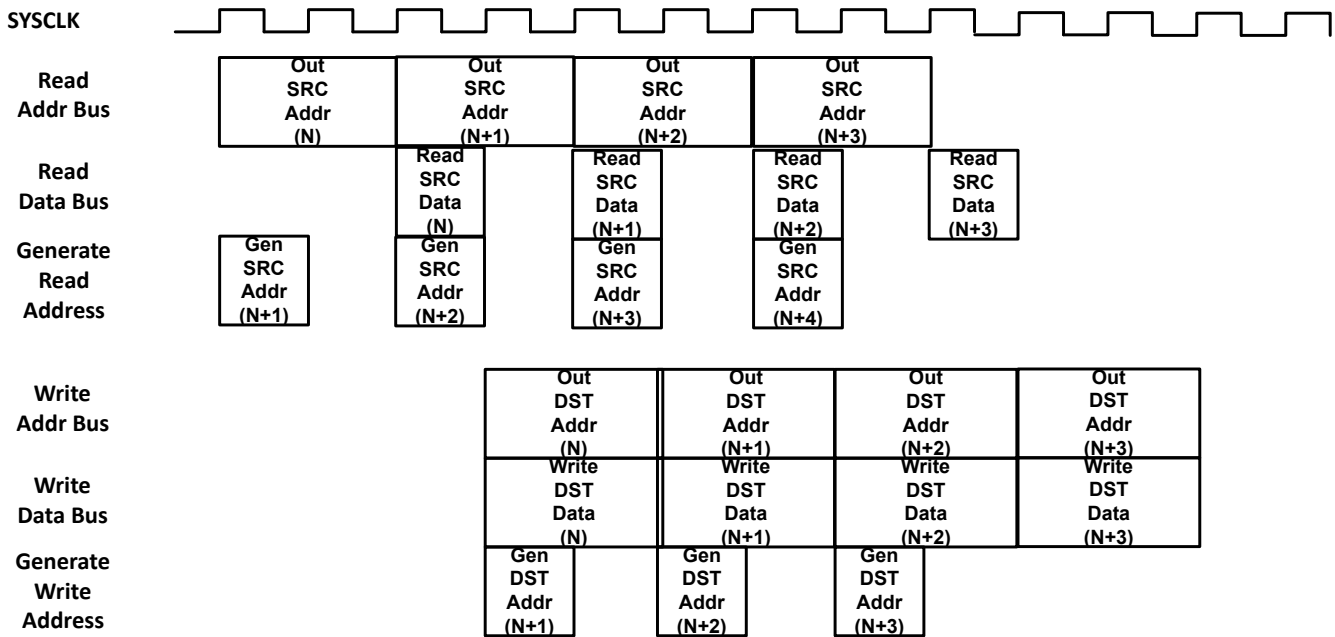 SYSCLK
Read
Addr Bus
Out
SRC
Addr
(N)
Out
SRC
Addr
(N+1)
Out
SRC
Addr
(N+2)
Out
SRC
Addr
(N+3)
Read
Data Bus
Read
SRC
Data
(N)
Read
SRC
Data
(N+1)
Read
SRC
Data
(N+2)
Read
SRC
Data
(N+3)
Generate
Read
Address
Gen
SRC
Addr
(N+1)
Gen
SRC
Addr
(N+2)
Gen
SRC
Addr
(N+3)
Gen
SRC
Addr
(N+4)
Write
Addr Bus
Out
DST
Addr
(N)
Out
DST
Addr
(N+1)
Out
DST
Addr
(N+2)
Out
DST
Addr
(N+3)
Write
Data Bus
Write
DST
Data
(N)
Write
DST
Data
(N+1)
Write
DST
Data
(N+2)
Write
DST
Data
(N+3)
Generate
Write
Address
Gen
DST
Addr
(N+1)
Gen
DST
Addr
(N+2)
Gen
DST
Addr
(N+3)